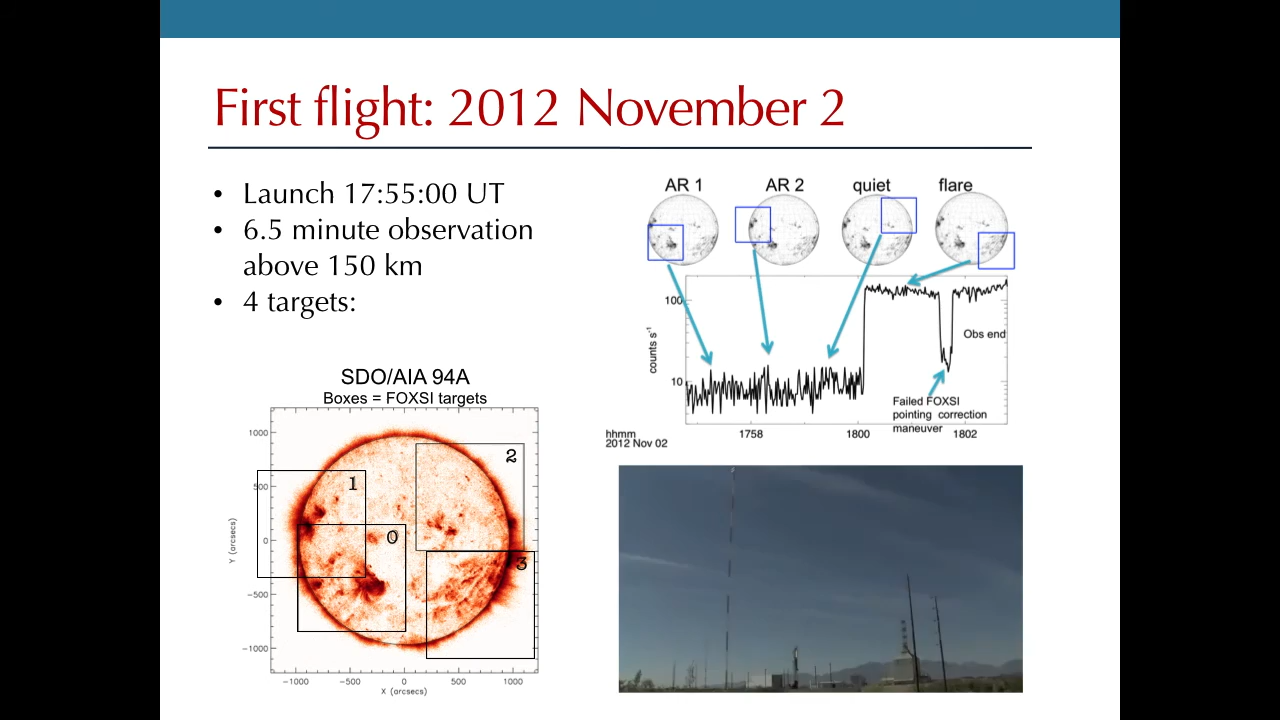 First flight: 2012 November 2
• Launch 17:55:00 UT
• 6.5 minute observation
above 150 km
• 4 targets:
SDO/AIA 94A
Boxes = FOXSI targets
1000
500
0
−500
−1000
Y (arcsecs)
1
2
0
3
−1000
−500
0
500
1000
X (arcsecs)
AR 1
AR 2
quiet
flare
100
10
counts s⁻¹
Obs end
Failed FOXSI
pointing correction
maneuver
hhmm
2012 Nov 02
1758
1800
1802